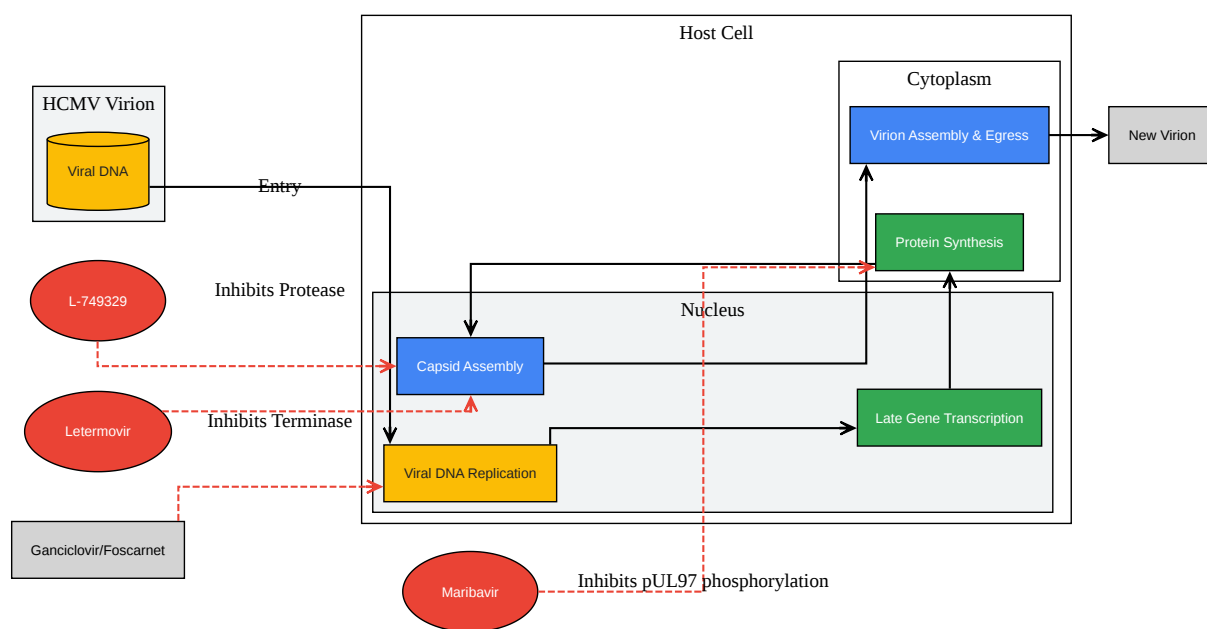 Host Cell
Cytoplasm
HCMV Virion
Virion Assembly & Egress
New Virion
Viral DNA
Entry
Protein Synthesis
L-749329
Inhibits Protease
Nucleus
Capsid Assembly
Late Gene Transcription
Letermovir
Inhibits Terminase
Viral DNA Replication
Ganciclovir/Foscarnet
Maribavir
Inhibits pUL97 phosphorylation